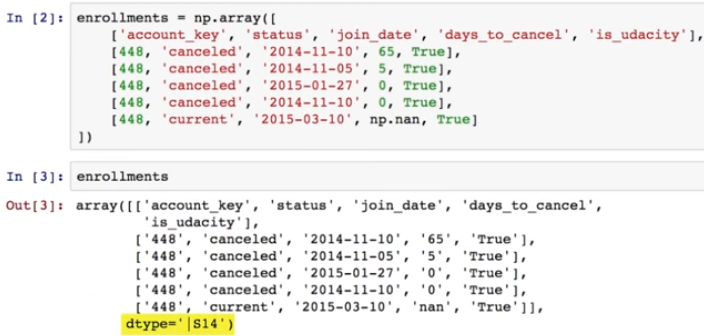 In [2]: enrollments = np.array([
['account_key', 'status', 'join_date', 'days_to_cancel', 'is_udacity'],
[448, 'canceled', '2014-11-10', 65, True],
[448, 'canceled', '2014-11-05', 5, True],
[448, 'canceled', '2015-01-27', 0, True],
[448, 'canceled', '2014-11-10', 0, True],
[448, 'current', '2015-03-10', np.nan, True]
])
In [3]: enrollments
Out[3]: array([['account_key', 'status', 'join_date', 'days_to_cancel',
'is_udacity'],
['448', 'canceled', '2014-11-10', '65', 'True'],
['448', 'canceled', '2014-11-05', '5', 'True'],
['448', 'canceled', '2015-01-27', '0', 'True'],
['448', 'canceled', '2014-11-10', '0', 'True'],
['448', 'current', '2015-03-10', 'nan', 'True']],
dtype='|S14')